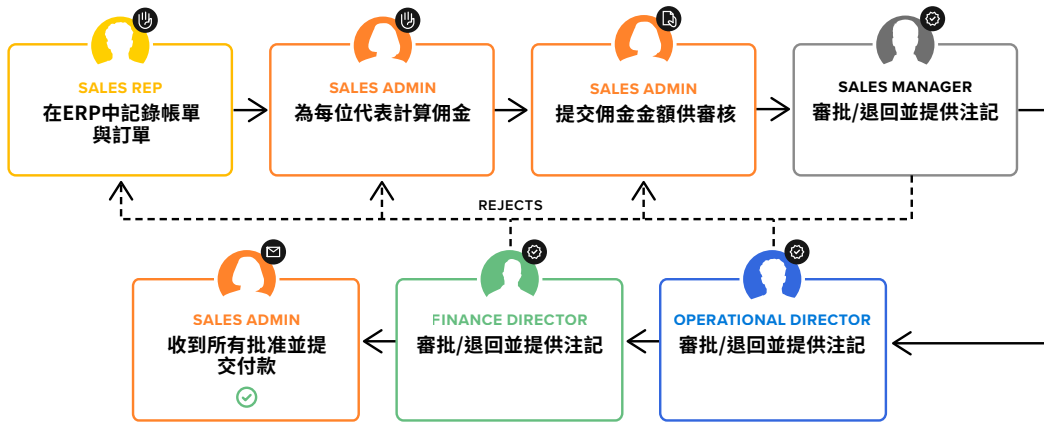 SALES REP
在ERP中記錄帳單
與訂單
SALES ADMIN
為每位代表計算佣金
SALES ADMIN
提交佣金金額供審核
SALES MANAGER
審批/退回並提供注記
REJECTS
SALES ADMIN
收到所有批准並提
交付款
FINANCE DIRECTOR
審批/退回並提供注記
OPERATIONAL DIRECTOR
審批/退回並提供注記